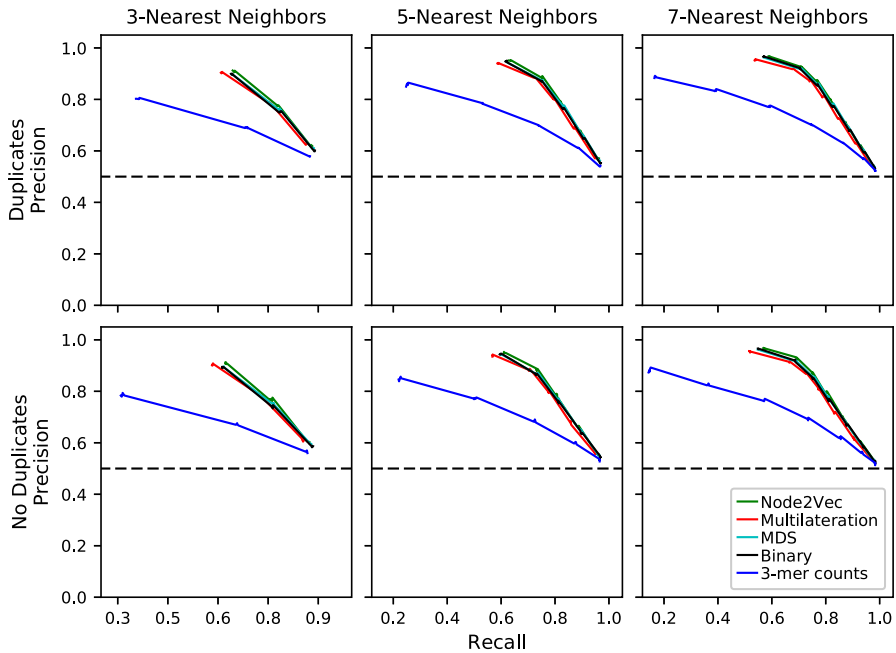 3-Nearest Neighbors
5-Nearest Neighbors
7-Nearest Neighbors
Duplicates
Precision
1.0
0.8
0.6
0.4
0.2
0.0
No Duplicates
Precision
1.0
0.8
0.6
0.4
0.2
0.0
Node2Vec
Multilateration
MDS
Binary
3-mer counts
0.3
0.5
0.6
0.8
0.9
0.2
0.4
0.6
0.8
1.0
0.2
0.4
0.6
0.8
1.0
Recall